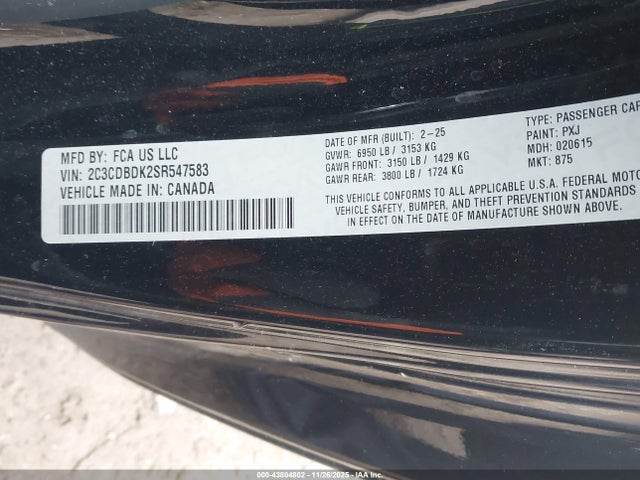 MFD BY: FCA US LLC
VIN: 2C3CDBDK2SR547583
VEHICLE MADE IN: CANADA
DATE OF MFR (BUILT): 2-25
GVWR: 6950 LB / 3153 KG
GAWR FRONT: 3150 LB / 1429 KG
GAWR REAR: 3800 LB / 1724 KG
TYPE: PASSENGER CAR
PAINT: PXJ
MDH: 020615
MKT: 875
THIS VEHICLE CONFORMS TO ALL APPLICABLE U.S.A. FEDERAL MOTO
VEHICLE SAFETY, BUMPER, AND THEFT PREVENTION STANDARDS
IN EFFECT ON THE DATE OF MANUFACTURE SHOWN ABOVE.
000-43804802 — 11/26/2025 — IAA, Inc.